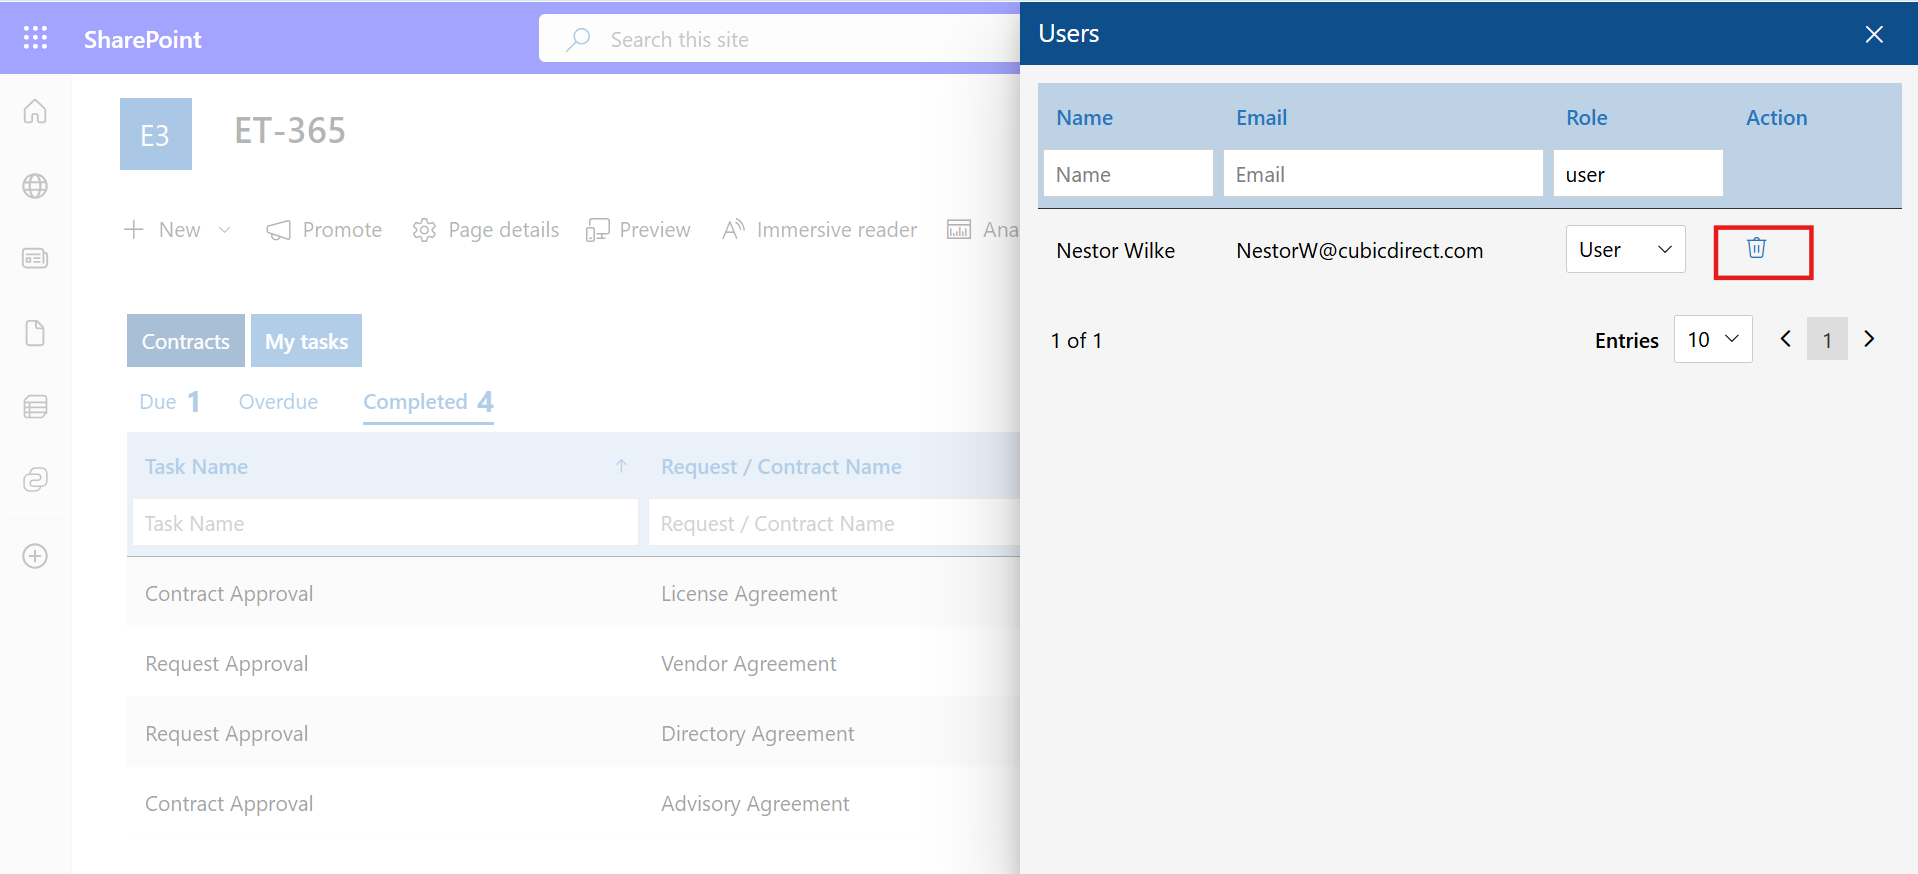 SharePoint
Search this site
E3
ET-365
New
Promote
Page details
Preview
Immersive reader
Ana
Contracts
My tasks
Due 1
Overdue
Completed 4
Task Name
Request / Contract Name
Task Name
Request / Contract Name
Contract Approval
License Agreement
Request Approval
Vendor Agreement
Request Approval
Directory Agreement
Contract Approval
Advisory Agreement
Users
Name
Email
Role
Action
Name
Email
user
Nestor Wilke
NestorW@cubicdirect.com
User
1 of 1
Entries
10
1